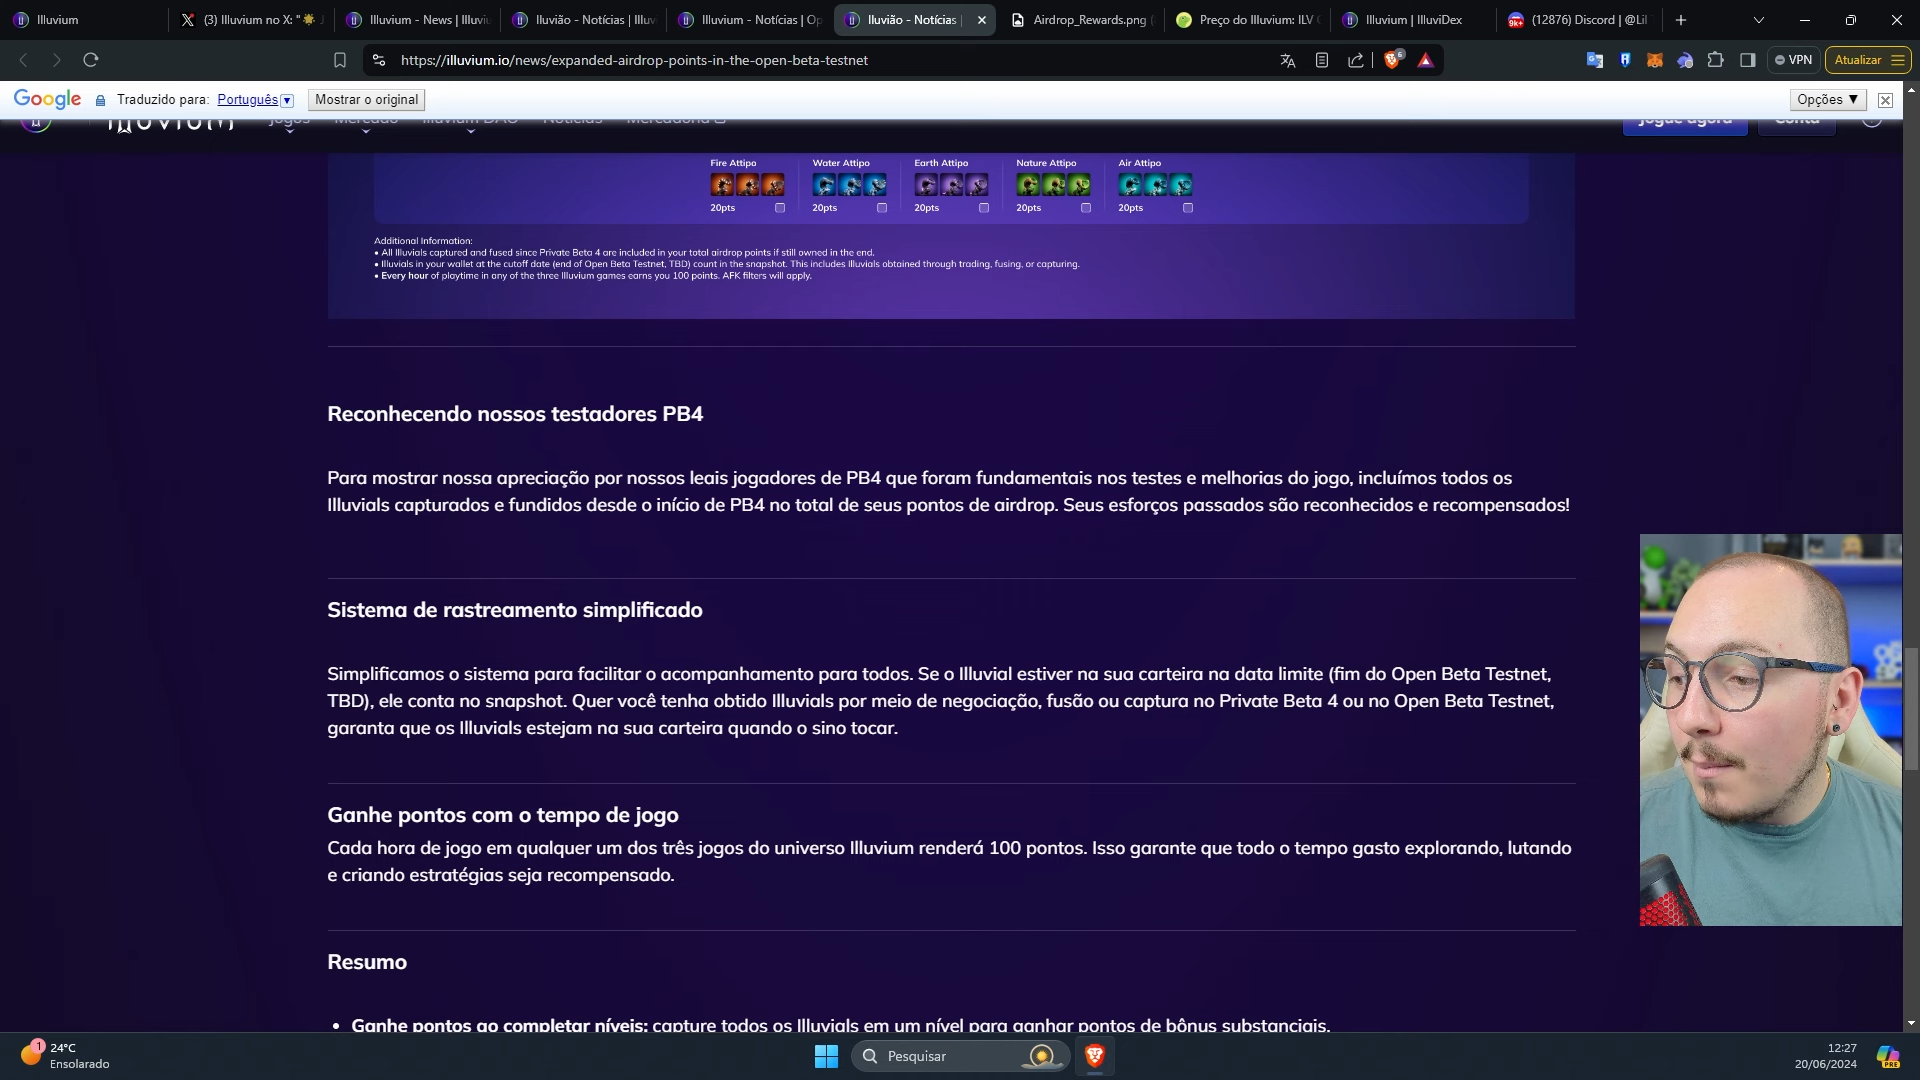 Illuvium
(3) Illuvium no X: "
Illuvium - News | Illuviu
Iluvião - Notícias | Illuv
Illuvium - Notícias | Op
Iluvião - Notícias |
Airdrop_Rewards.png (
Preço do Illuvium: ILV
Illuvium | IlluviDex
(12876) Discord | @Lil
https://illuvium.io/news/expanded-airdrop-points-in-the-open-beta-testnet
6
VPN
Atualizar
Google
Traduzido para: Português
Mostrar o original
Opções ▼
Jogos
Mercado
Illuvium DAO
Notícias
Mercadoria
Jogue agora
Conta
Fire Attipo
Water Attipo
Earth Attipo
Nature Attipo
Air Attipo
20pts
20pts
20pts
20pts
20pts
Additional Information:
• All Illuvials captured and fused since Private Beta 4 are included in your total airdrop points if still owned in the end.
• Illuvials in your wallet at the cutoff date (end of Open Beta Testnet, TBD) count in the snapshot. This includes Illuvials obtained through trading, fusing, or capturing.
• Every hour of playtime in any of the three Illuvium games earns you 100 points. AFK filters will apply.
Reconhecendo nossos testadores PB4
Para mostrar nossa apreciação por nossos leais jogadores de PB4 que foram fundamentais nos testes e melhorias do jogo, incluímos todos os
Illuvials capturados e fundidos desde o início de PB4 no total de seus pontos de airdrop. Seus esforços passados são reconhecidos e recompensados!
Sistema de rastreamento simplificado
Simplificamos o sistema para facilitar o acompanhamento para todos. Se o Illuvial estiver na sua carteira na data limite (fim do Open Beta Testnet,
TBD), ele conta no snapshot. Quer você tenha obtido Illuvials por meio de negociação, fusão ou captura no Private Beta 4 ou no Open Beta Testnet,
garanta que os Illuvials estejam na sua carteira quando o sino tocar.
Ganhe pontos com o tempo de jogo
Cada hora de jogo em qualquer um dos três jogos do universo Illuvium renderá 100 pontos. Isso garante que todo o tempo gasto explorando, lutando
e criando estratégias seja recompensado.
Resumo
• Ganhe pontos ao completar níveis: capture todos os Illuvials em um nível para ganhar pontos de bônus substanciais.
1
24°C
Ensolarado
Pesquisar
12:27
20/06/2024
PRE